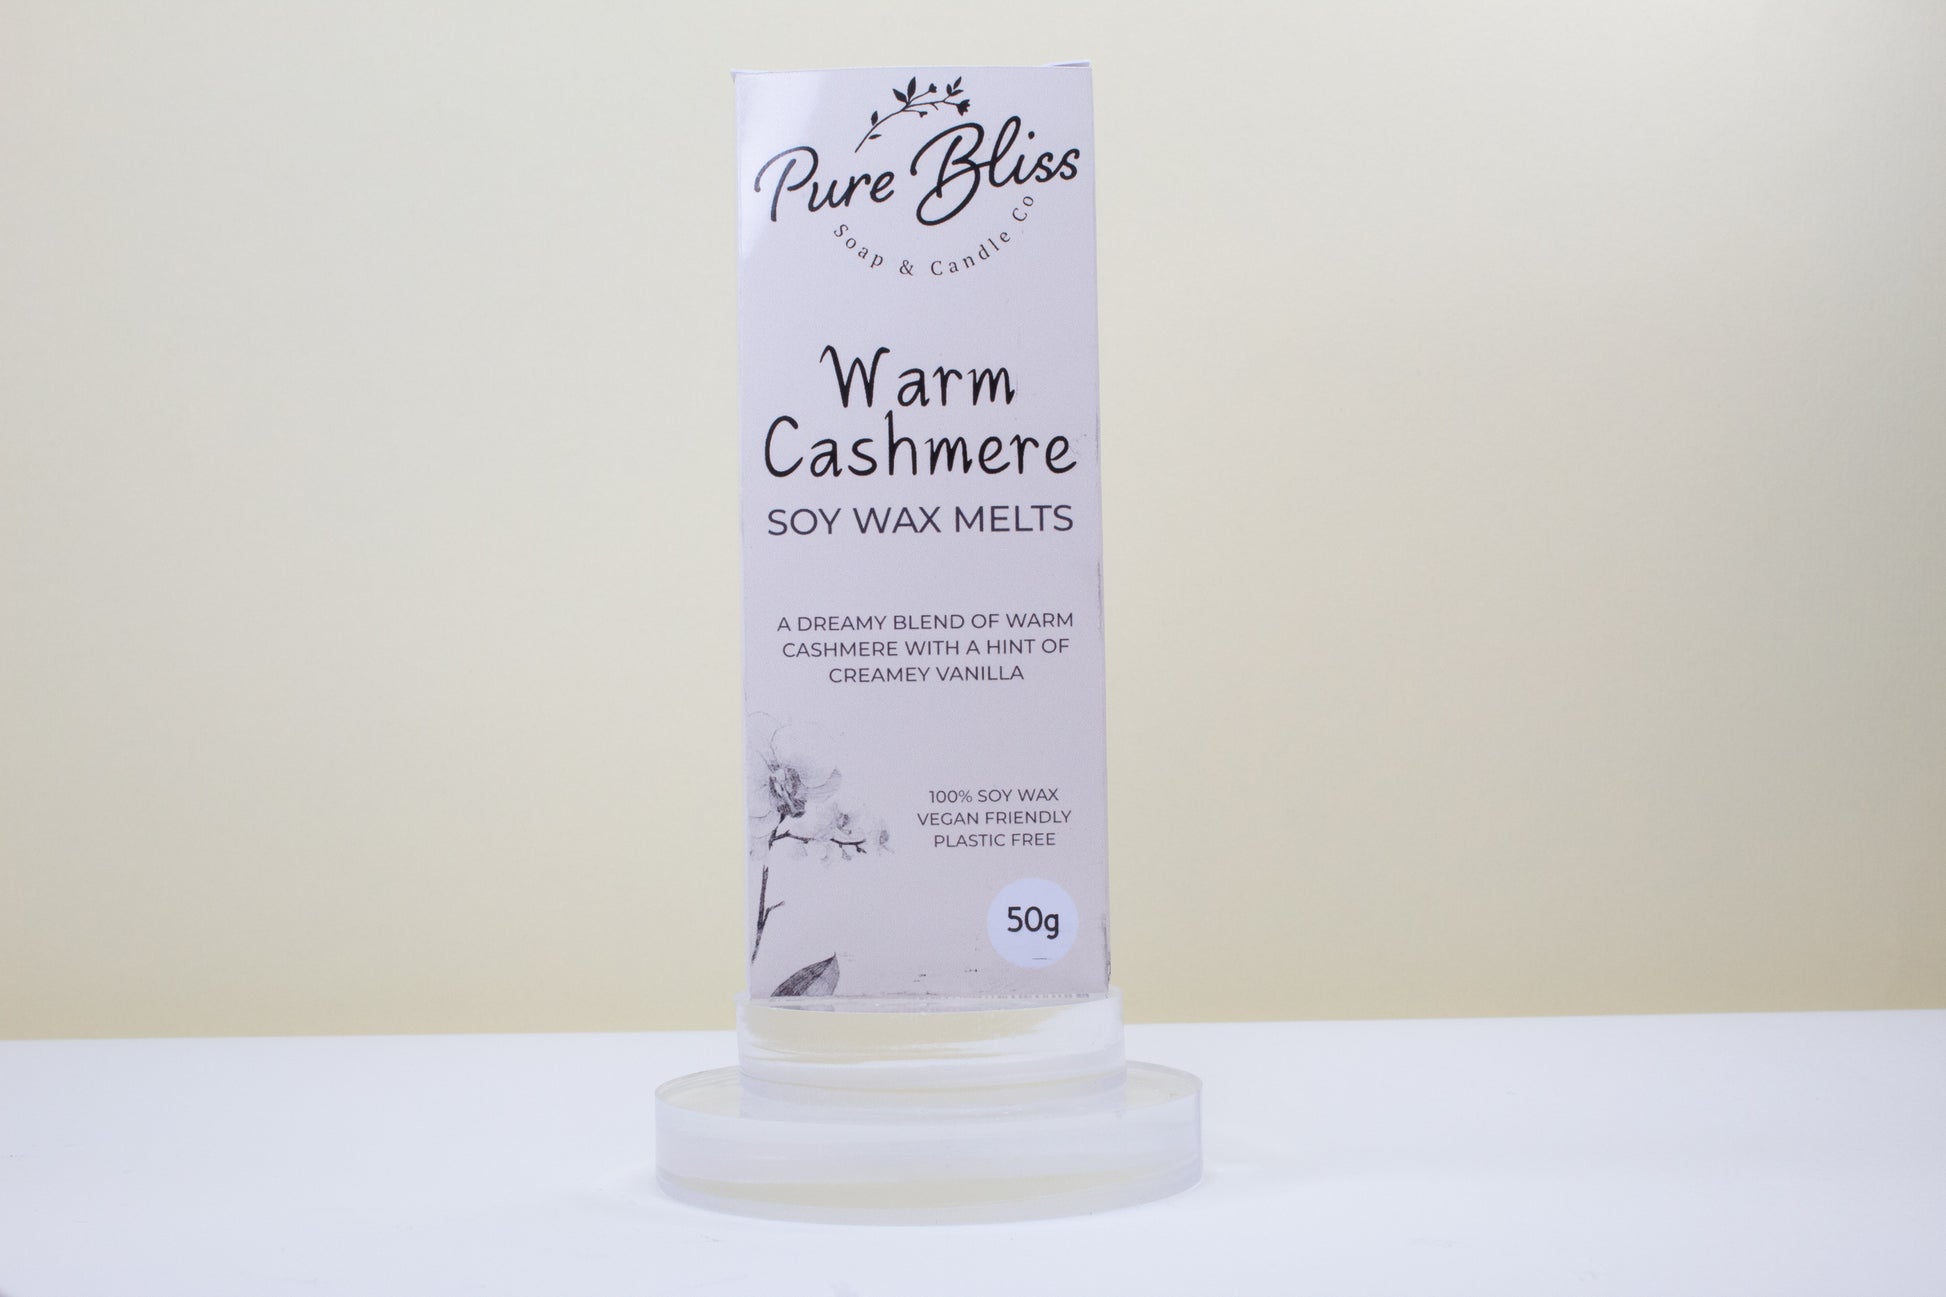 Pure Bliss
Soap & Candle Co
Warm
Cashmere
SOY WAX MELTS
A DREAMY BLEND OF WARM
CASHMERE WITH A HINT OF
CREAMEY VANILLA
100% SOY WAX
VEGAN FRIENDLY
PLASTIC FREE
50g